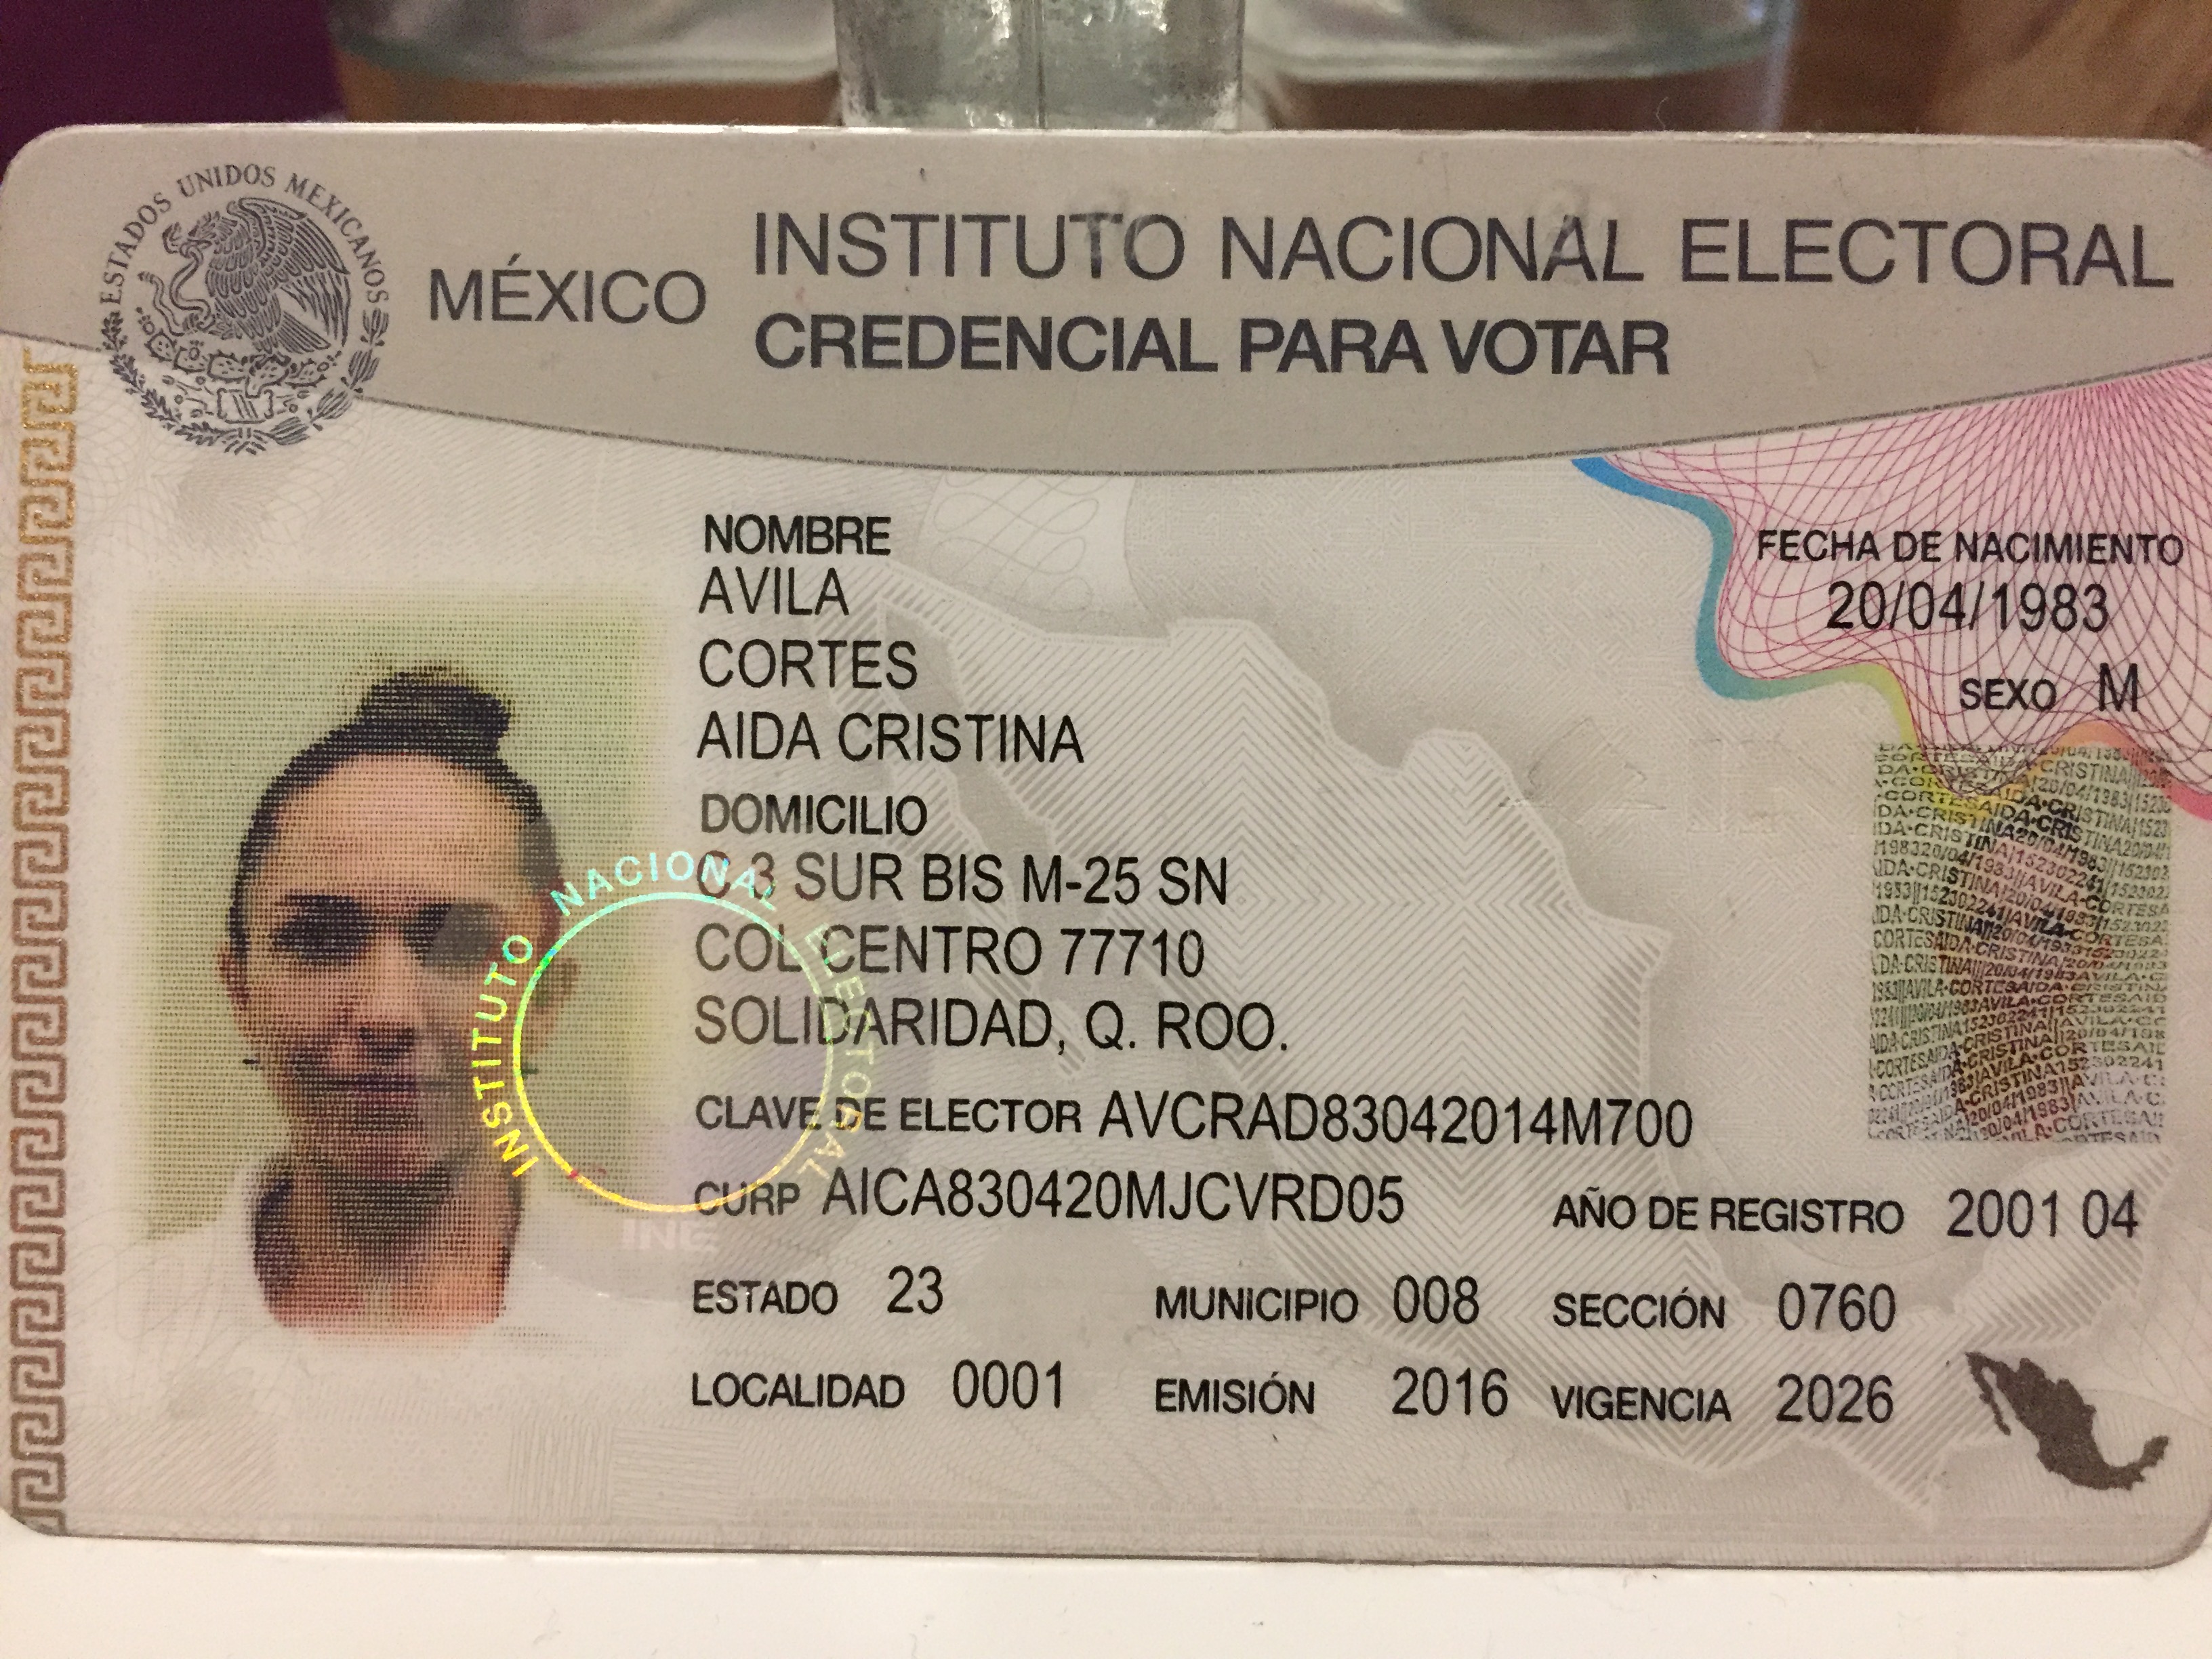 ESTADOS UNIDOS MEXICANOS
MÉXICO
INSTITUTO NACIONAL ELECTORAL
CREDENCIAL PARA VOTAR
NOMBRE
AVILA
CORTES
AIDA CRISTINA
FECHA DE NACIMIENTO
20/04/1983
SEXO M
DOMICILIO
C 3 SUR BIS M-25 SN
COL CENTRO 77710
SOLIDARIDAD, Q. ROO.
INSTITUTO NACIONAL ELECTORAL
INE
CLAVE DE ELECTOR AVCRAD83042014M700
CURP AICA830420MJCVRD05
AÑO DE REGISTRO 2001 04
ESTADO 23
MUNICIPIO 008
SECCIÓN 0760
LOCALIDAD 0001
EMISIÓN 2016
VIGENCIA 2026